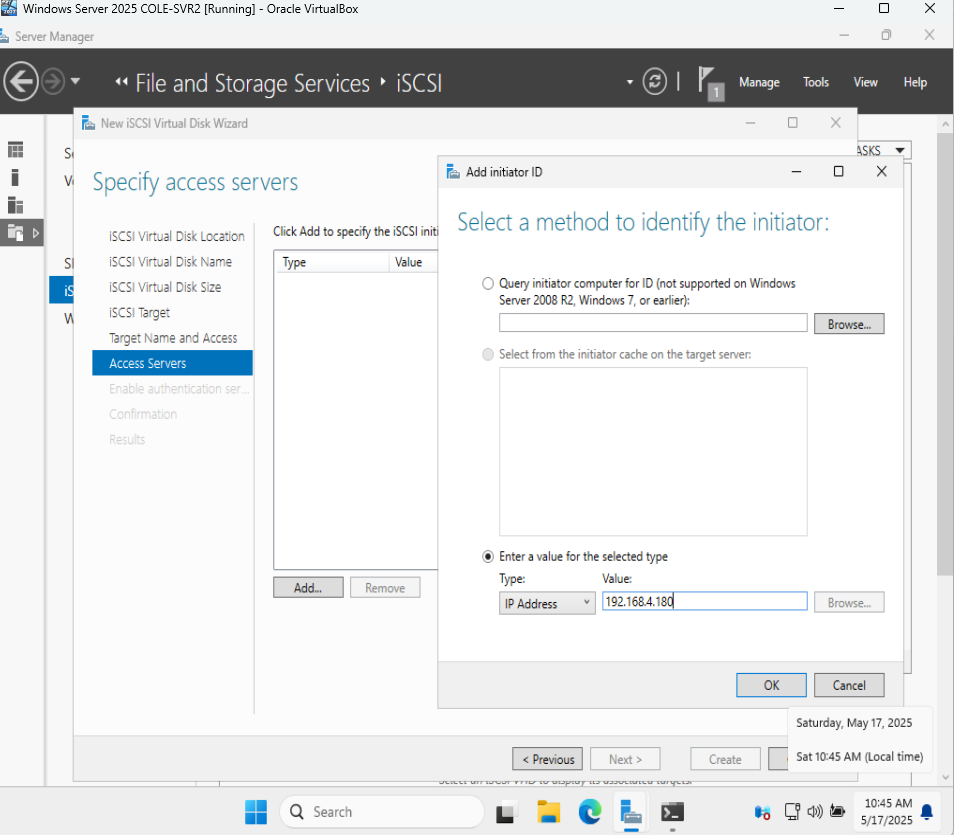 Windows Server 2025 COLE-SVR2 [Running] - Oracle VirtualBox
Server Manager
File and Storage Services
iSCSI
1
Manage
Tools
View
Help
New iSCSI Virtual Disk Wizard
ASKS
Specify access servers
iSCSI Virtual Disk Location
iSCSI Virtual Disk Name
iSCSI Virtual Disk Size
iSCSI Target
Target Name and Access
Access Servers
Enable authentication ser...
Confirmation
Results
Click Add to specify the iSCSI initi
Type
Value
Add...
Remove
Add initiator ID
Select a method to identify the initiator:
Query initiator computer for ID (not supported on Windows
Server 2008 R2, Windows 7, or earlier):
Browse...
Select from the initiator cache on the target server:
Enter a value for the selected type
Type:
Value:
IP Address
192.168.4.180
Browse...
OK
Cancel
< Previous
Next >
Create
Saturday, May 17, 2025
Sat 10:45 AM (Local time)
Select an iSCSI VHD to display its associated targets.
Search
10:45 AM
5/17/2025